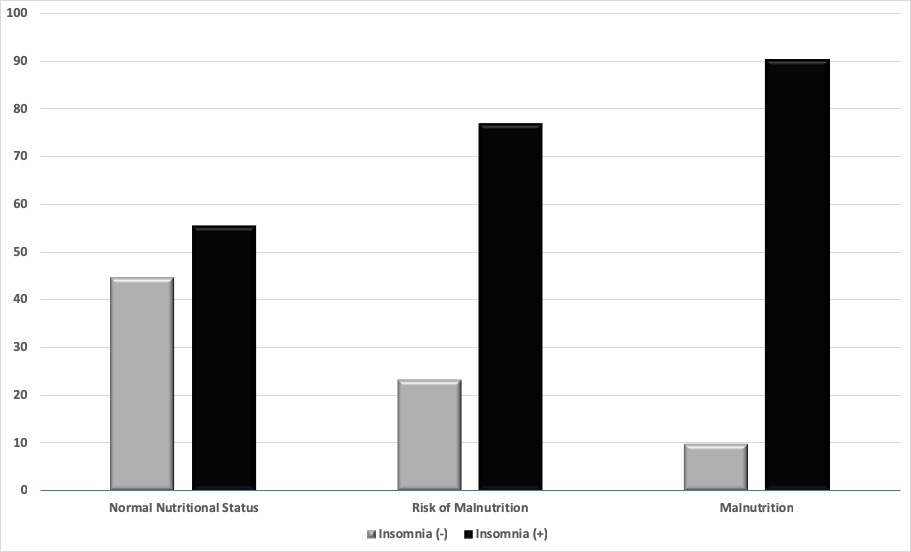 100
90
80
70
60
50
40
30
20
10
0
Normal Nutritional Status
Risk of Malnutrition
Malnutrition
Insomnia (-)
Insomnia (+)